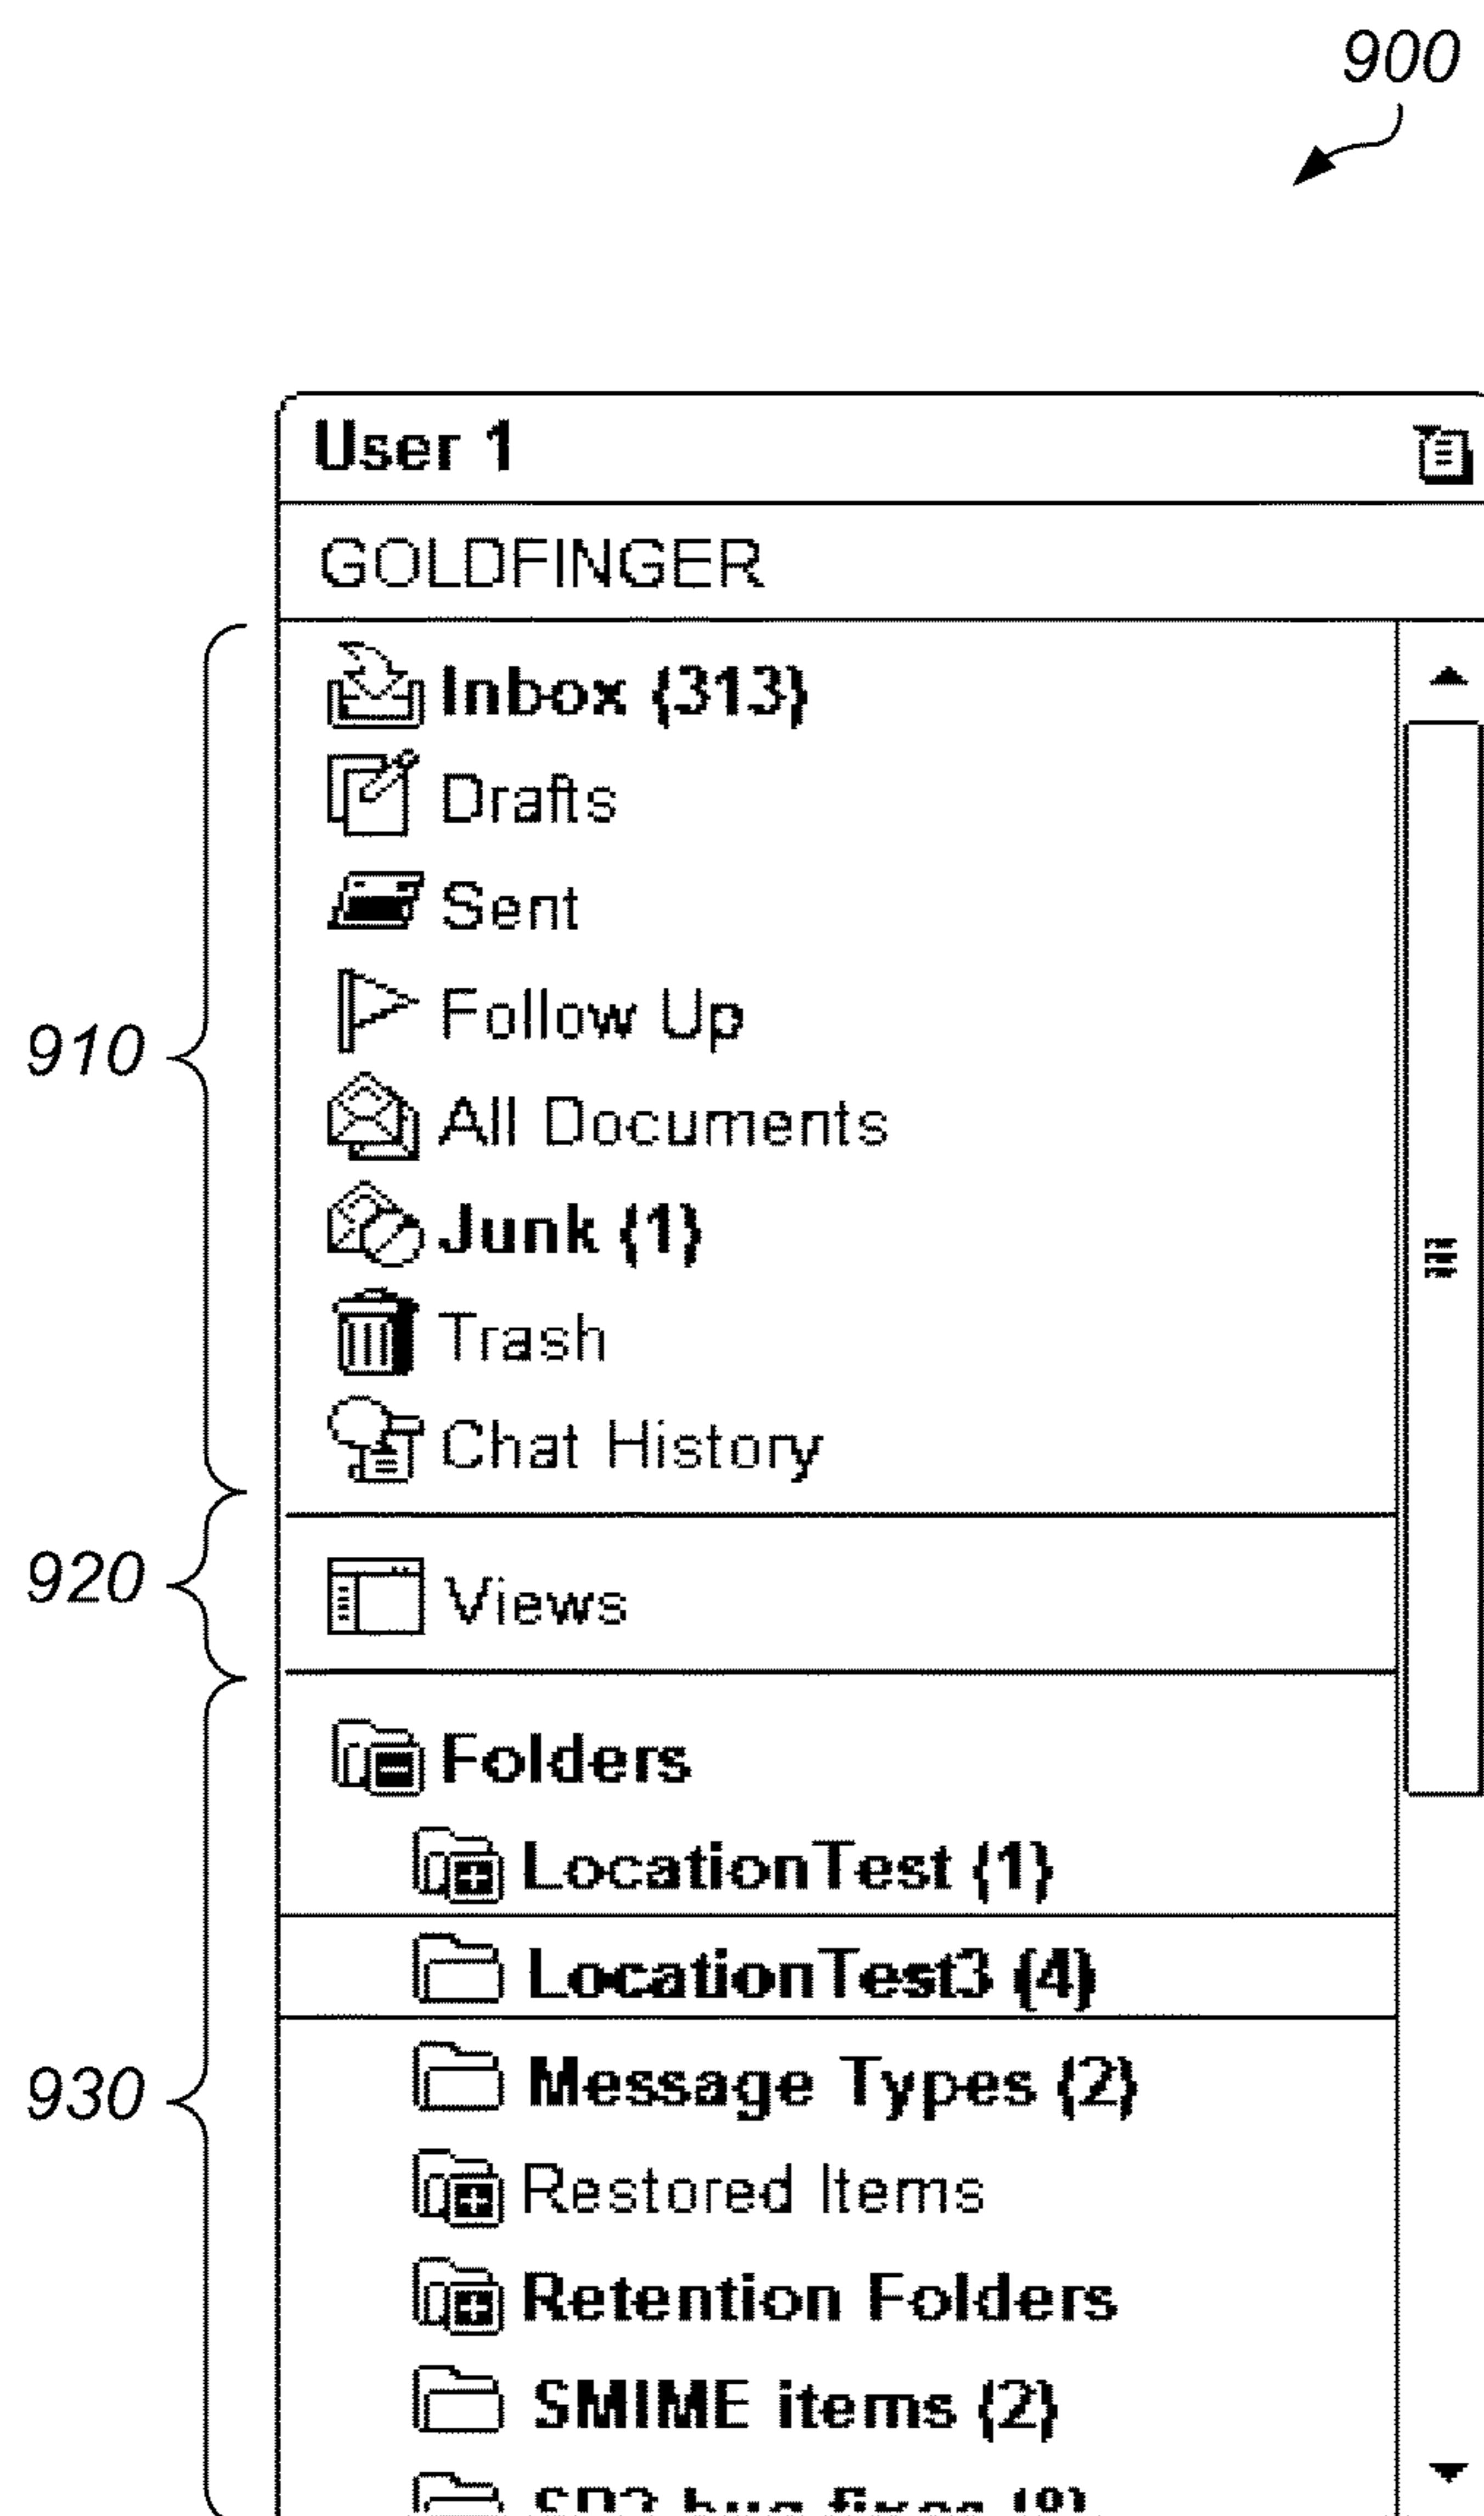 900
User 1
GOLDFINGER
Inbox (313)
Drafts
Sent
Follow Up
910
All Documents
Junk (1)
Trash
Chat History
920
Views
Folders
LocationTest (1)
LocationTest3 (4)
930
Message Types (2)
Restored Items
Retention Folders
SMIME items (2)